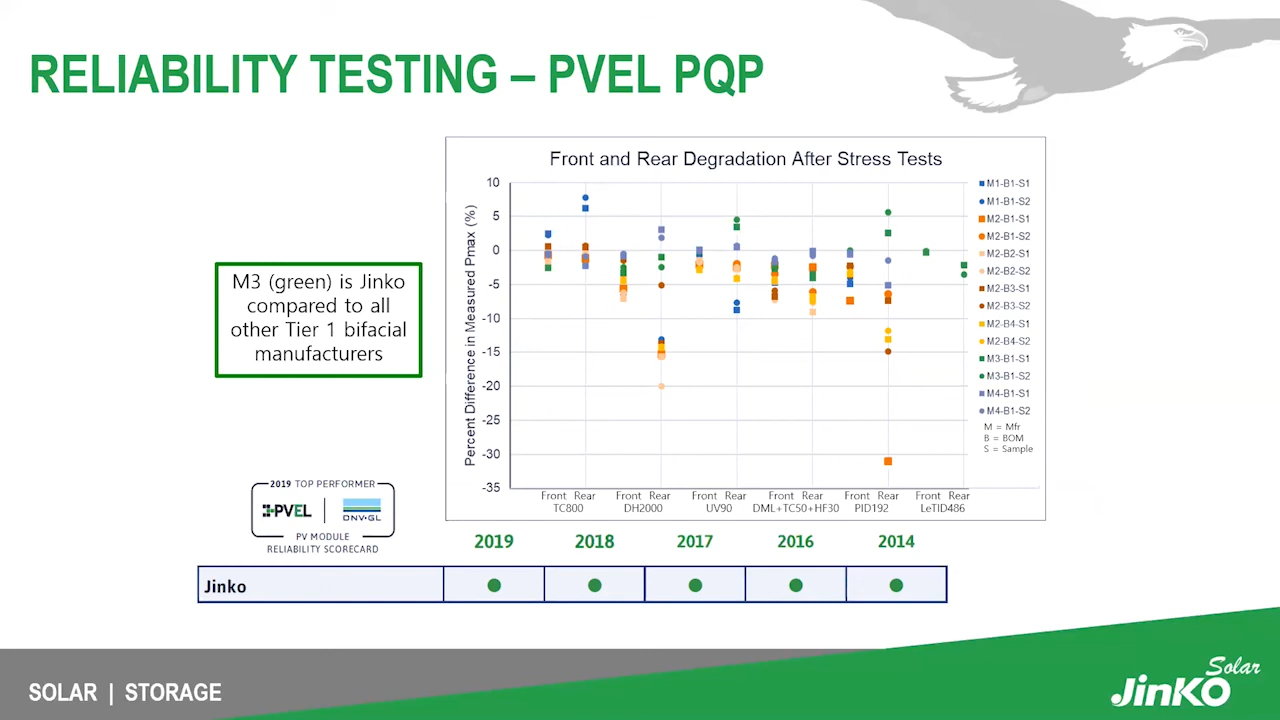 RELIABILITY TESTING – PVEL PQP
Front and Rear Degradation After Stress Tests
Percent Difference in Measured Pmax (%)
10
5
0
-5
-10
-15
-20
-25
-30
-35
Front Rear
TC800
Front Rear
DH2000
Front Rear
UV90
Front Rear
DML+TC50+HF30
Front Rear
PID192
Front Rear
LeTID486
M1-B1-S1
M1-B1-S2
M2-B1-S1
M2-B1-S2
M2-B2-S1
M2-B2-S2
M2-B3-S1
M2-B3-S2
M2-B4-S1
M2-B4-S2
M3-B1-S1
M3-B1-S2
M4-B1-S1
M4-B1-S2
M = Mfr
B = BOM
S = Sample
M3 (green) is Jinko
compared to all
other Tier 1 bifacial
manufacturers
2019 TOP PERFORMER
PVEL
DNV·GL
PV MODULE
RELIABILITY SCORECARD
2019 2018 2017 2016 2014
Jinko
SOLAR | STORAGE
Solar
JinKO